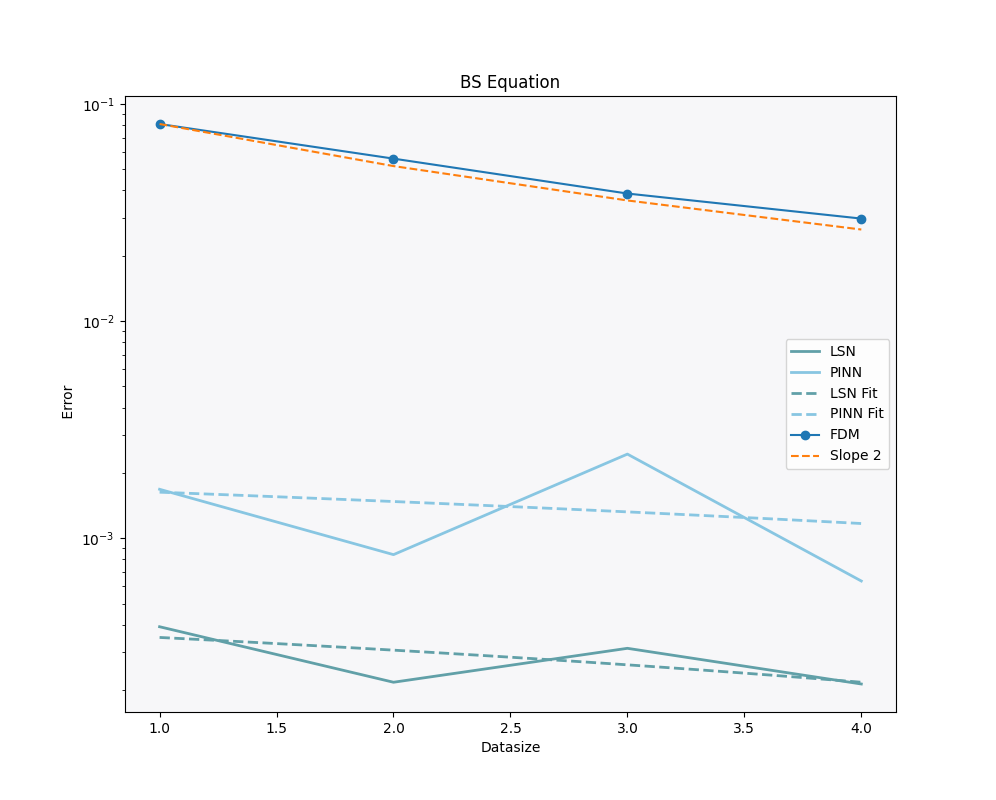 BS Equation
10⁻¹
10⁻²
10⁻³
Error
LSN
PINN
LSN Fit
PINN Fit
FDM
Slope 2
1.0 1.5 2.0 2.5 3.0 3.5 4.0
Datasize